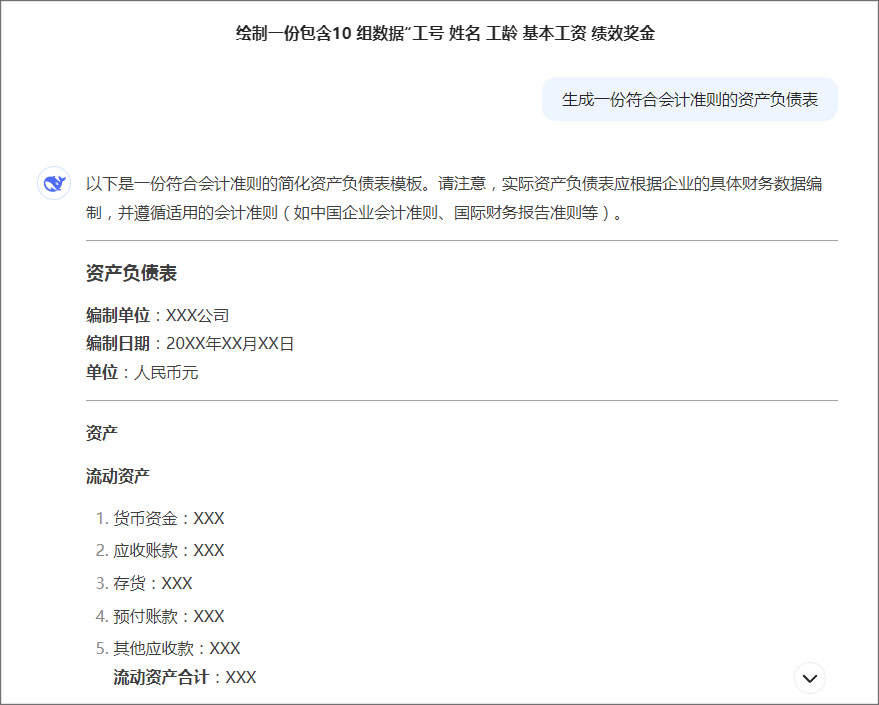 绘制一份包含10 组数据“工号 姓名 工龄 基本工资 绩效奖金
生成一份符合会计准则的资产负债表
以下是一份符合会计准则的简化资产负债表模板。请注意，实际资产负债表应根据企业的具体财务数据编
制，并遵循适用的会计准则（如中国企业会计准则、国际财务报告准则等）。
资产负债表
编制单位：XXX公司
编制日期：20XX年XX月XX日
单位：人民币元
资产
流动资产
1. 货币资金：XXX
2. 应收账款：XXX
3. 存货：XXX
4. 预付账款：XXX
5. 其他应收款：XXX
流动资产合计：XXX